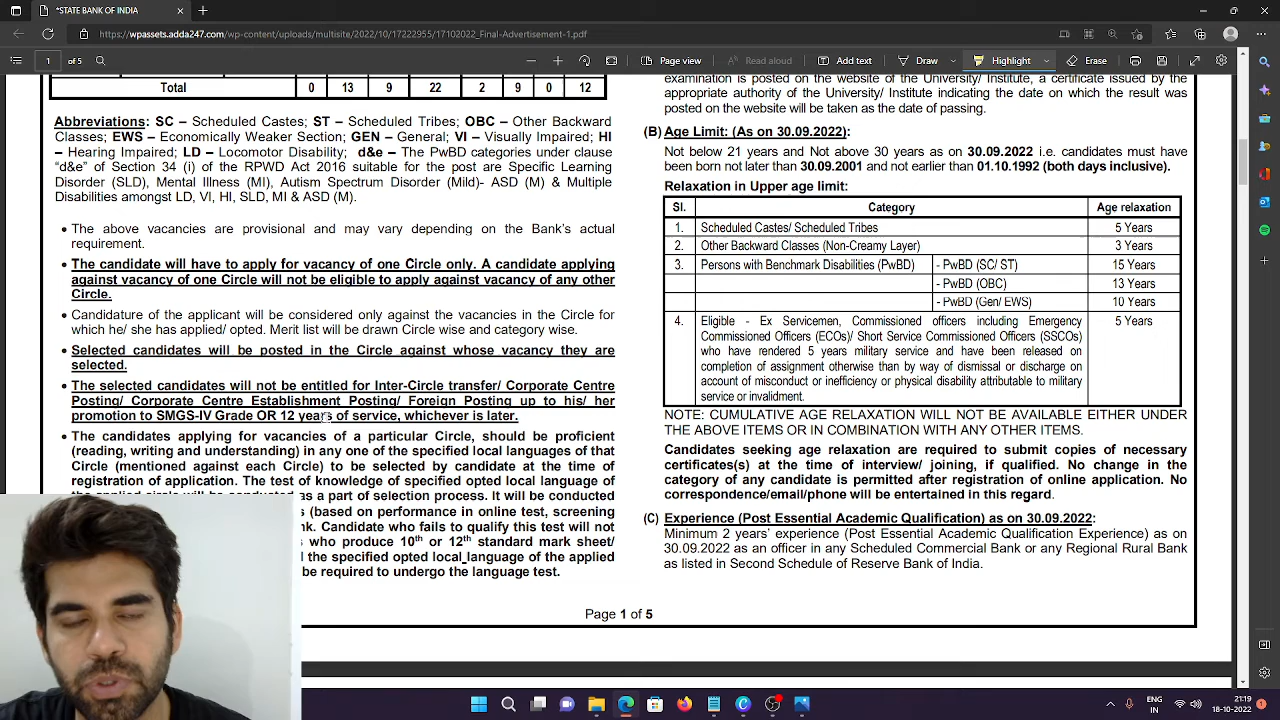 *STATE BANK OF INDIA
https://wpassets.adda247.com/wp-content/uploads/multisite/2022/10/17222955/17102022_Final-Advertisement-1.pdf
1 of 5
Page view
Read aloud
Add text
Draw
Highlight
Erase
Total 0 13 9 22 2 9 0 12
Abbreviations: SC – Scheduled Castes; ST – Scheduled Tribes; OBC – Other Backward
Classes; EWS – Economically Weaker Section; GEN – General; VI – Visually Impaired; HI
– Hearing Impaired; LD – Locomotor Disability; d&e – The PwBD categories under clause
“d&e” of Section 34 (i) of the RPWD Act 2016 suitable for the post are Specific Learning
Disorder (SLD), Mental Illness (MI), Autism Spectrum Disorder (Mild)- ASD (M) & Multiple
Disabilities amongst LD, VI, HI, SLD, MI & ASD (M).
• The above vacancies are provisional and may vary depending on the Bank’s actual
requirement.
• The candidate will have to apply for vacancy of one Circle only. A candidate applying
against vacancy of one Circle will not be eligible to apply against vacancy of any other
Circle.
• Candidature of the applicant will be considered only against the vacancies in the Circle for
which he/ she has applied/ opted. Merit list will be drawn Circle wise and category wise.
• Selected candidates will be posted in the Circle against whose vacancy they are
selected.
• The selected candidates will not be entitled for Inter-Circle transfer/ Corporate Centre
Posting/ Corporate Centre Establishment Posting/ Foreign Posting up to his/ her
promotion to SMGS-IV Grade OR 12 years of service, whichever is later.
• The candidates applying for vacancies of a particular Circle, should be proficient
(reading, writing and understanding) in any one of the specified local languages of that
Circle (mentioned against each Circle) to be selected by candidate at the time of
registration of application. The test of knowledge of specified opted local language of
as a part of selection process. It will be conducted
(based on performance in online test, screening
Candidate who fails to qualify this test will not
who produce 10th or 12th standard mark sheet/
the specified opted local language of the applied
be required to undergo the language test.
examination is posted on the website of the University/ Institute, a certificate issued by the
appropriate authority of the University/ Institute indicating the date on which the result was
posted on the website will be taken as the date of passing.
(B) Age Limit: (As on 30.09.2022):
Not below 21 years and Not above 30 years as on 30.09.2022 i.e. candidates must have
been born not later than 30.09.2001 and not earlier than 01.10.1992 (both days inclusive).
Relaxation in Upper age limit:
Sl. Category Age relaxation
1. Scheduled Castes/ Scheduled Tribes 5 Years
2. Other Backward Classes (Non-Creamy Layer) 3 Years
3. Persons with Benchmark Disabilities (PwBD) - PwBD (SC/ ST) 15 Years
- PwBD (OBC) 13 Years
- PwBD (Gen/ EWS) 10 Years
4. Eligible - Ex Servicemen, Commissioned officers including Emergency 5 Years
Commissioned Officers (ECOs)/ Short Service Commissioned Officers (SSCOs)
who have rendered 5 years military service and have been released on
completion of assignment otherwise than by way of dismissal or discharge on
account of misconduct or inefficiency or physical disability attributable to military
service or invalidment.
NOTE: CUMULATIVE AGE RELAXATION WILL NOT BE AVAILABLE EITHER UNDER
THE ABOVE ITEMS OR IN COMBINATION WITH ANY OTHER ITEMS.
Candidates seeking age relaxation are required to submit copies of necessary
certificates(s) at the time of interview/ joining, if qualified. No change in the
category of any candidate is permitted after registration of online application. No
correspondence/email/phone will be entertained in this regard.
(C) Experience (Post Essential Academic Qualification) as on 30.09.2022:
Minimum 2 years’ experience (Post Essential Academic Qualification Experience) as on
30.09.2022 as an officer in any Scheduled Commercial Bank or any Regional Rural Bank
as listed in Second Schedule of Reserve Bank of India.
Page 1 of 5
ENG
IN
21:19
18-10-2022